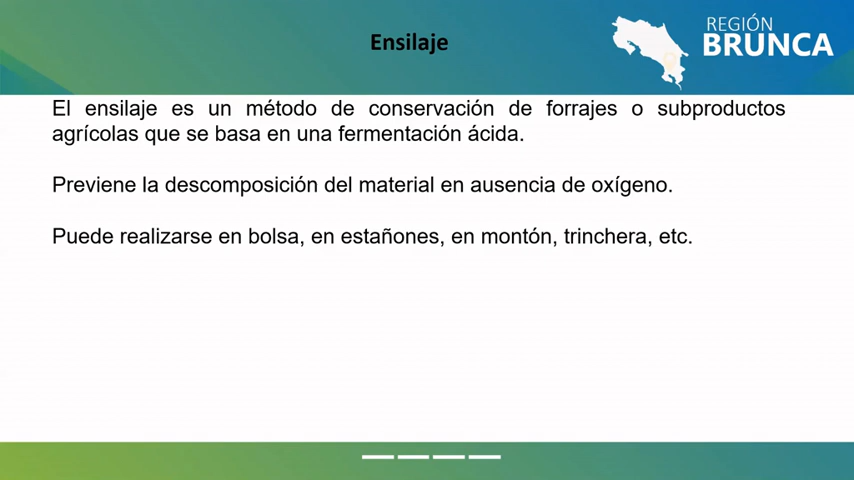 Ensilaje
REGIÓN
BRUNCA
El ensilaje es un método de conservación de forrajes o subproductos
agrícolas que se basa en una fermentación ácida.
Previene la descomposición del material en ausencia de oxígeno.
Puede realizarse en bolsa, en estañones, en montón, trinchera, etc.